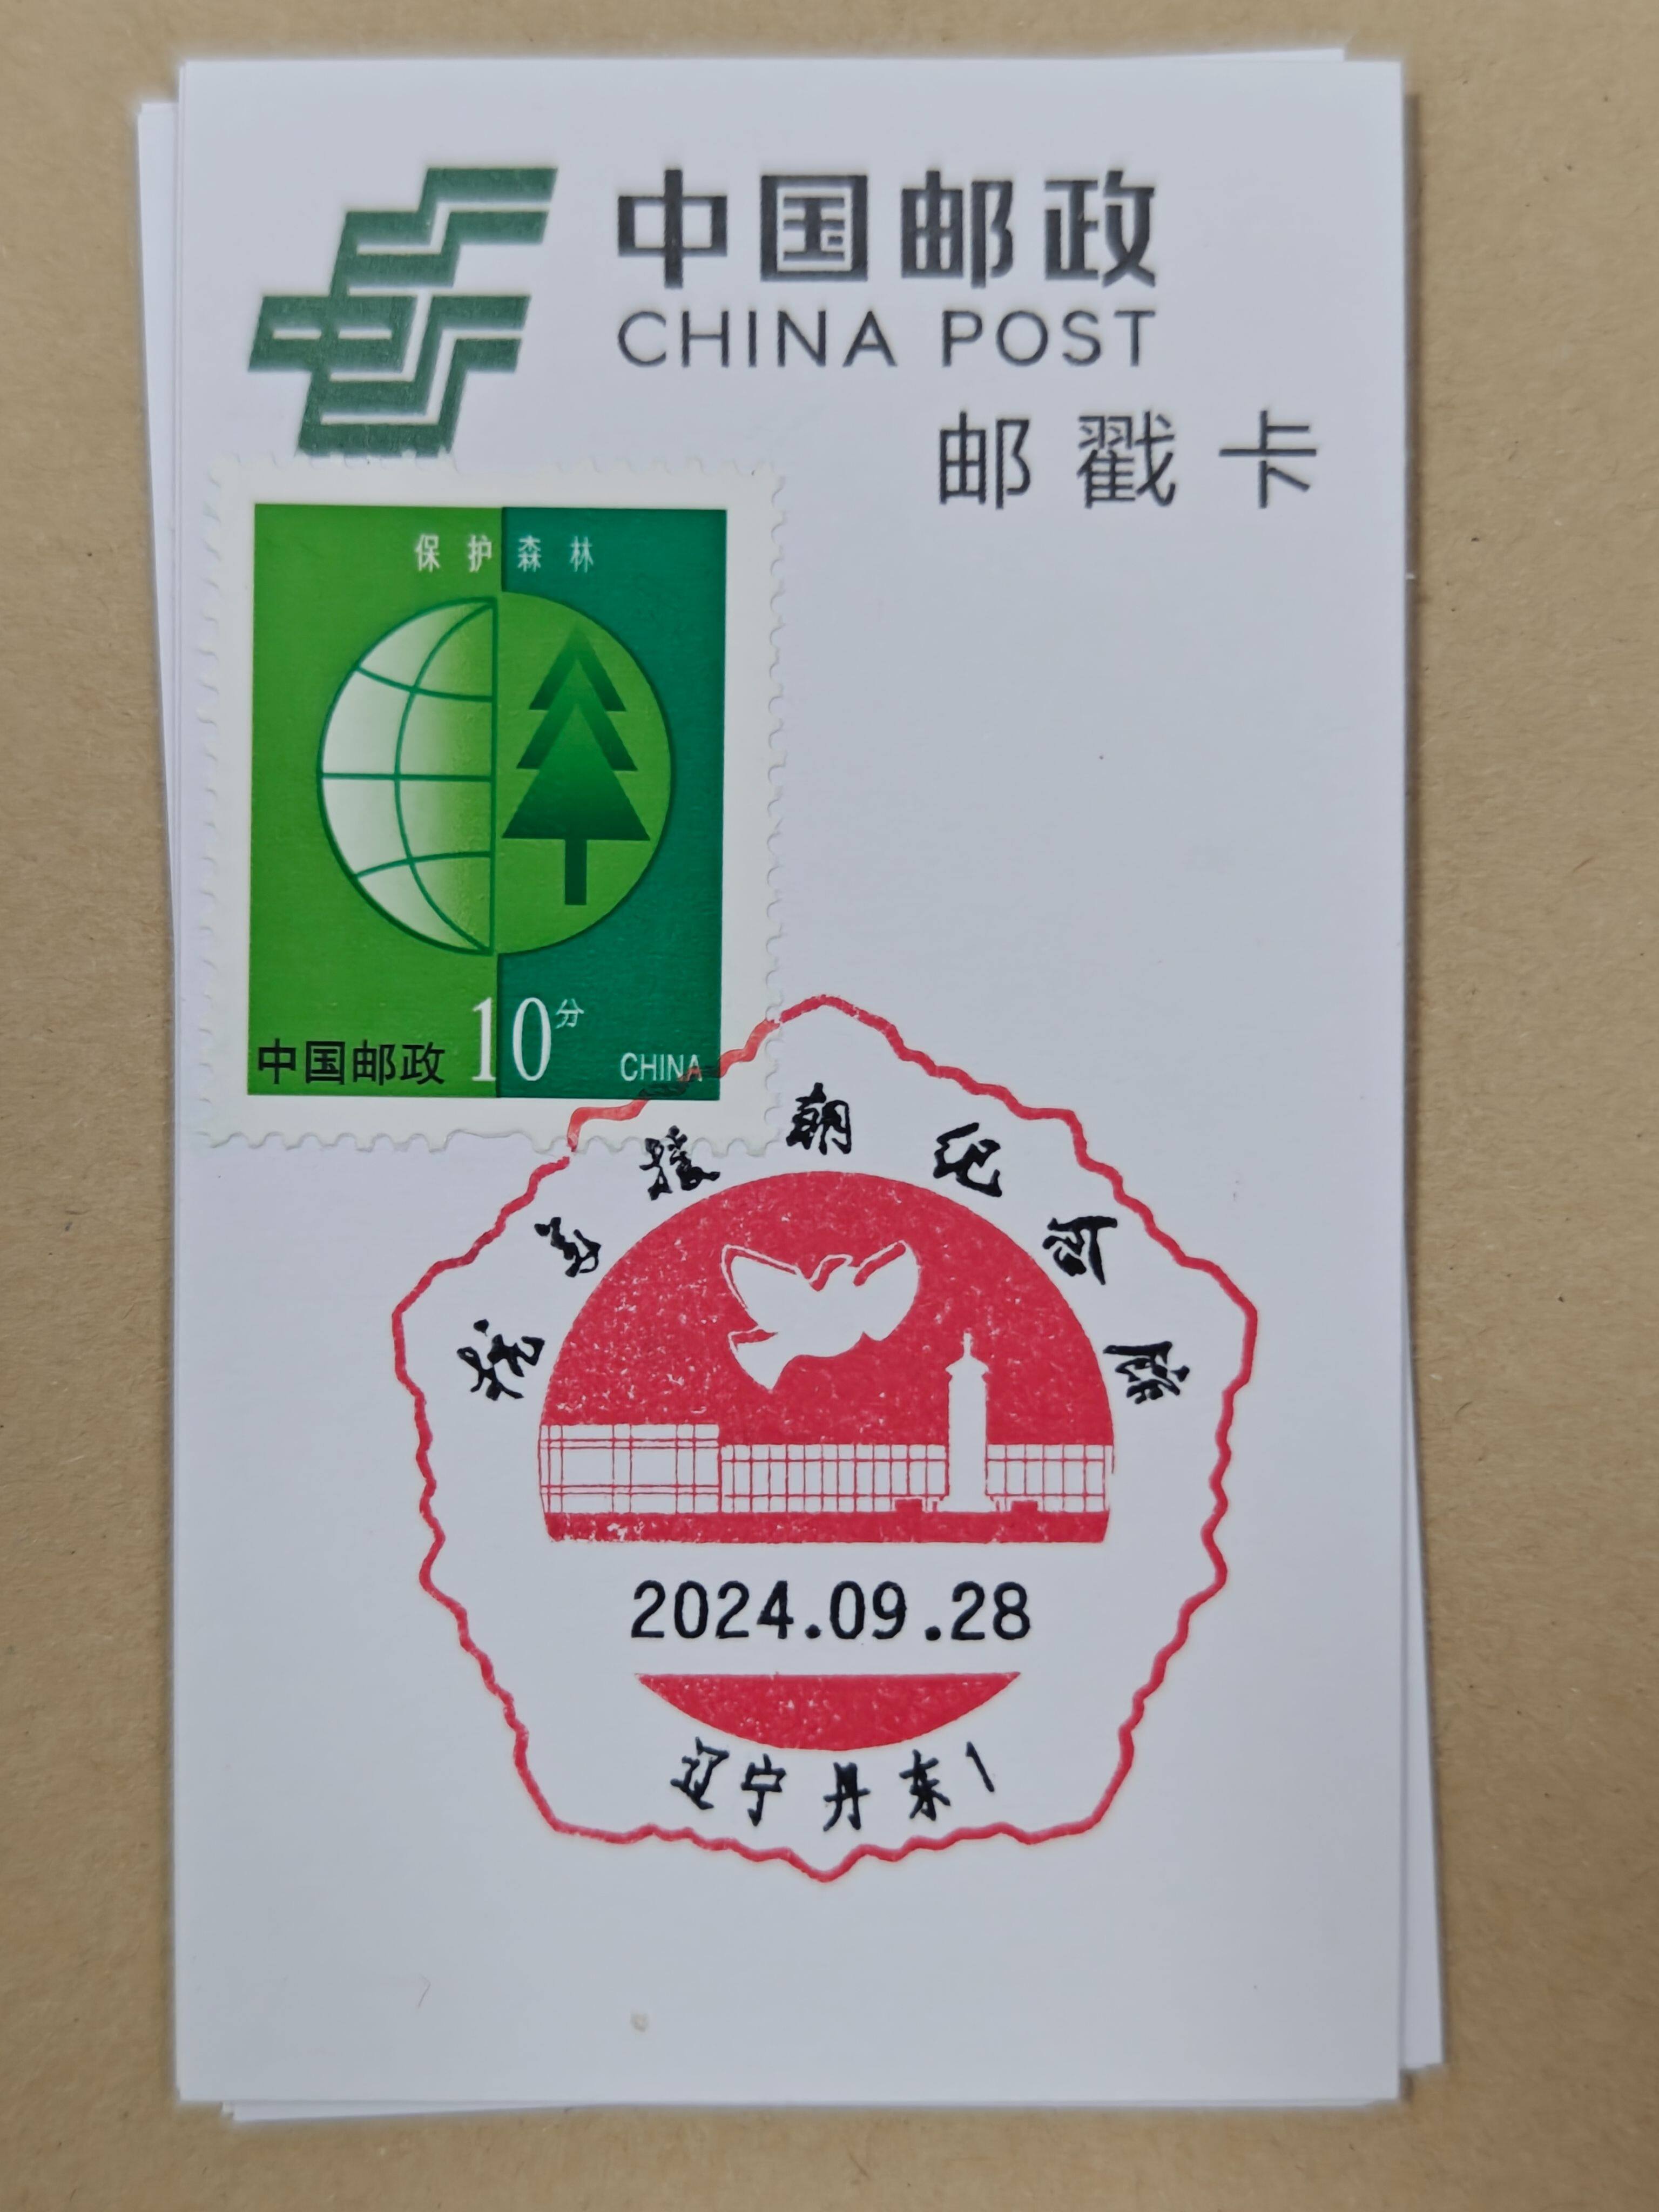 中国邮政
CHINA POST
邮戳卡
保护森林
中国邮政 10分 CHINA
抗美援朝纪念馆
2024.09.28
辽宁丹东1